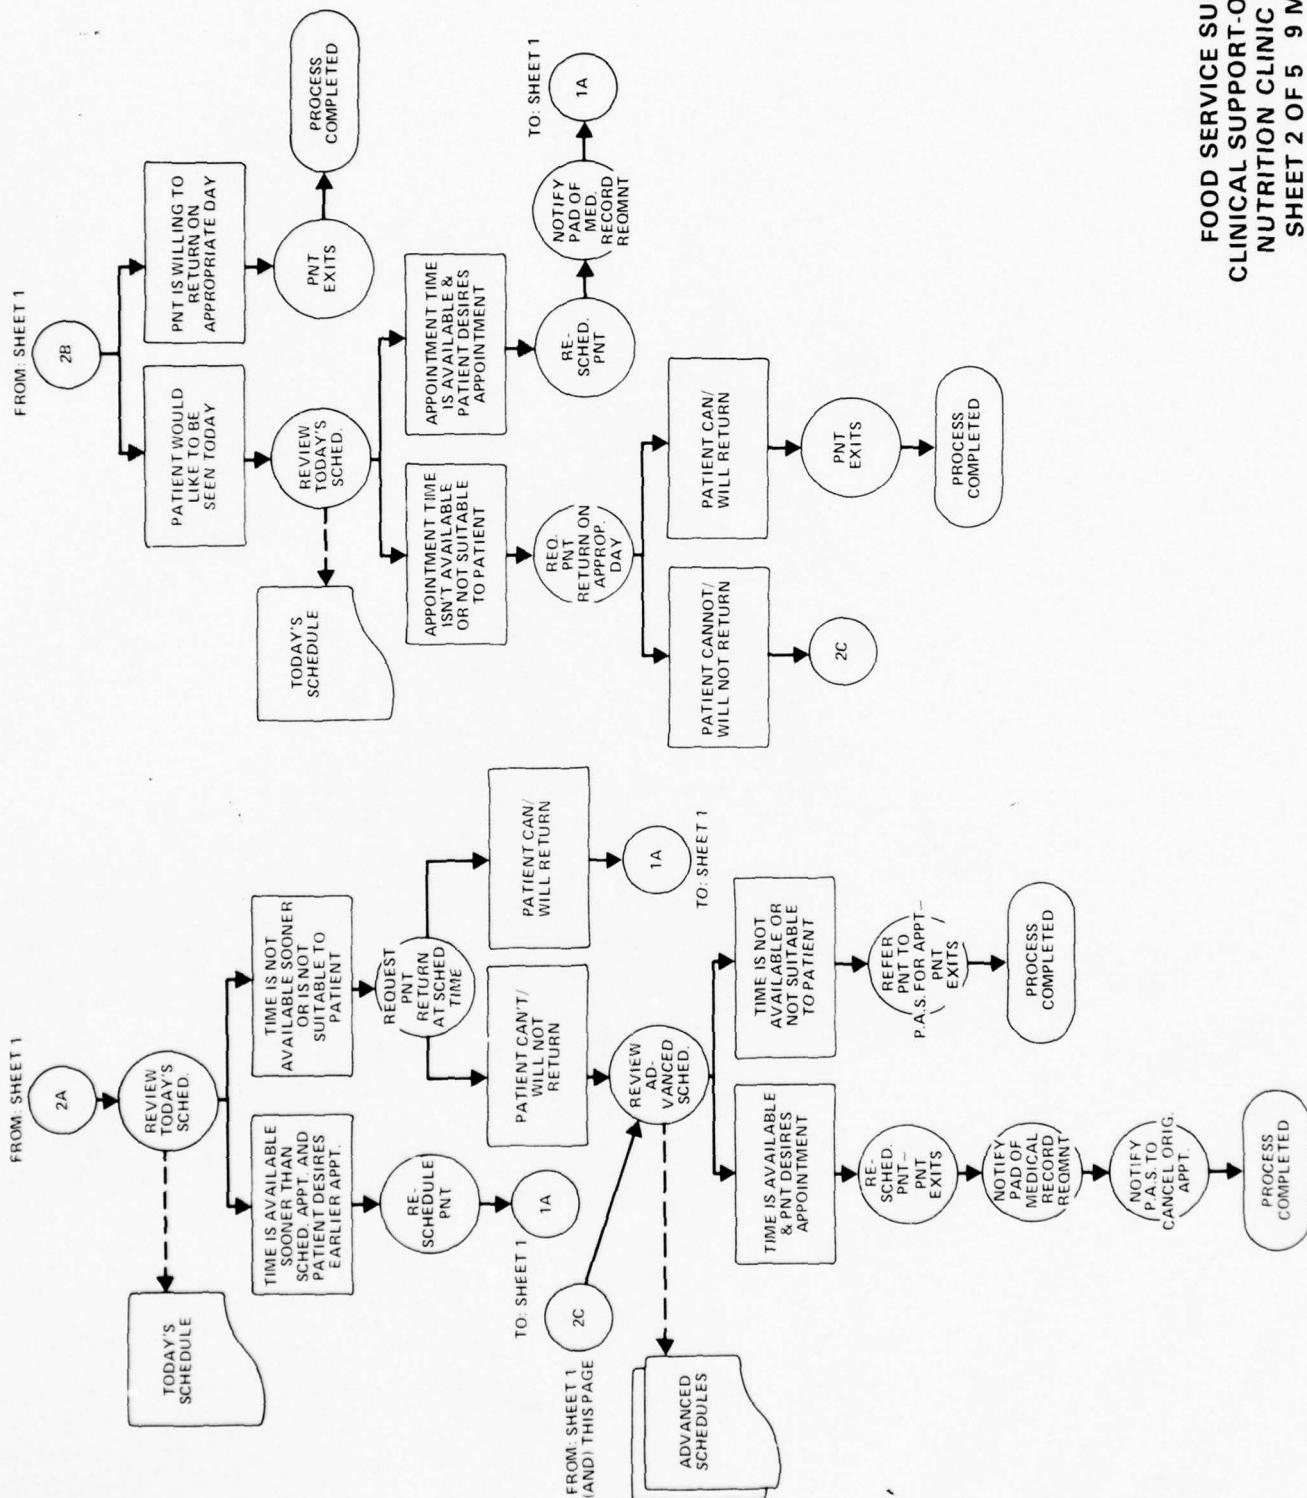 FROM: SHEET 1
2A
REVIEW
TODAY'S
SCHED.
TODAY'S
SCHEDULE
TIME IS AVAILABLE
SOONER THAN
SCHED. APPT. AND
PATIENT DESIRES
EARLIER APPT.
TIME IS NOT
AVAILABLE SOONER
OR IS NOT
SUITABLE TO
PATIENT
RE-
SCHEDULE
PNT
TO: SHEET 1
1A
REQUEST
PNT
RETURN
AT SCHED
TIME
PATIENT CAN'T/
WILL NOT
RETURN
PATIENT CAN/
WILL RETURN
1A
TO: SHEET 1
FROM: SHEET 1
(AND) THIS PAGE
2C
REVIEW
AD-
VANCED
SCHED.
ADVANCED
SCHEDULES
TIME IS AVAILABLE
& PNT DESIRES
APPOINTMENT
TIME IS NOT
AVAILABLE OR
NOT SUITABLE
TO PATIENT
RE-
SCHED.
PNT—
PNT
EXITS
NOTIFY
PAD OF
MEDICAL
RECORD
REQMNT
NOTIFY
P.A.S. TO
CANCEL ORIG.
APPT.
PROCESS
COMPLETED
REFER
PNT TO
P.A.S. FOR APPT—
PNT
EXITS
PROCESS
COMPLETED
FROM: SHEET 1
2B
PATIENT WOULD
LIKE TO BE
SEEN TODAY
PNT IS WILLING TO
RETURN ON
APPROPRIATE DAY
PNT
EXITS
PROCESS
COMPLETED
REVIEW
TODAY'S
SCHED.
TODAY'S
SCHEDULE
APPOINTMENT TIME
ISN'T AVAILABLE
OR NOT SUITABLE
TO PATIENT
APPOINTMENT TIME
IS AVAILABLE &
PATIENT DESIRES
APPOINTMENT
RE-
SCHED.
PNT
NOTIFY
PAD OF
MED.
RECORD
REQMNT
TO: SHEET 1
1A
REQ.
PNT
RETURN ON
APPROP.
DAY
PATIENT CANNOT/
WILL NOT RETURN
PATIENT CAN/
WILL RETURN
2C
PNT
EXITS
PROCESS
COMPLETED
FOOD SERVICE SU
CLINICAL SUPPORT-O
NUTRITION CLINIC
SHEET 2 OF 5 9 M